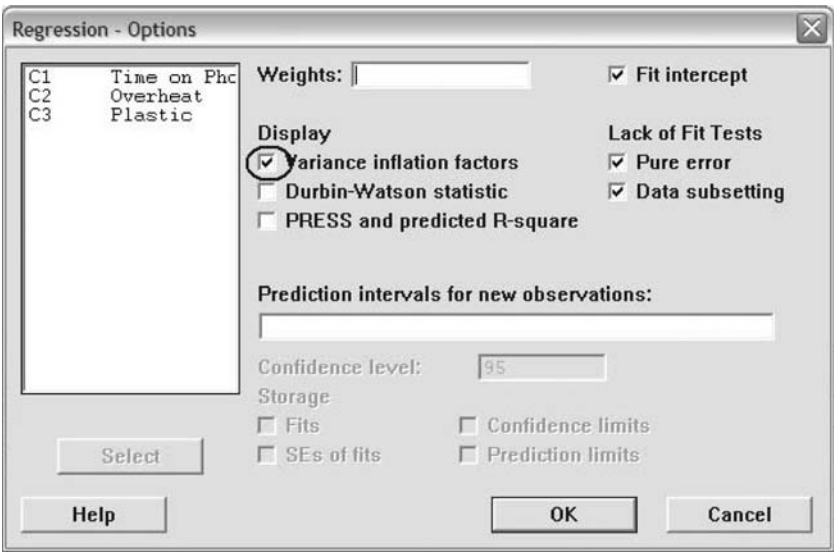 Regression - Options
C1 Time on Pho
C2 Overheat
C3 Plastic
Weights:
Fit intercept
Display
Lack of Fit Tests
Variance inflation factors
Pure error
Durbin-Watson statistic
Data subsetting
PRESS and predicted R-square
Prediction intervals for new observations:
Confidence level: 95
Storage
Fits
Confidence limits
Select
SEs of fits
Prediction limits
Help
OK
Cancel